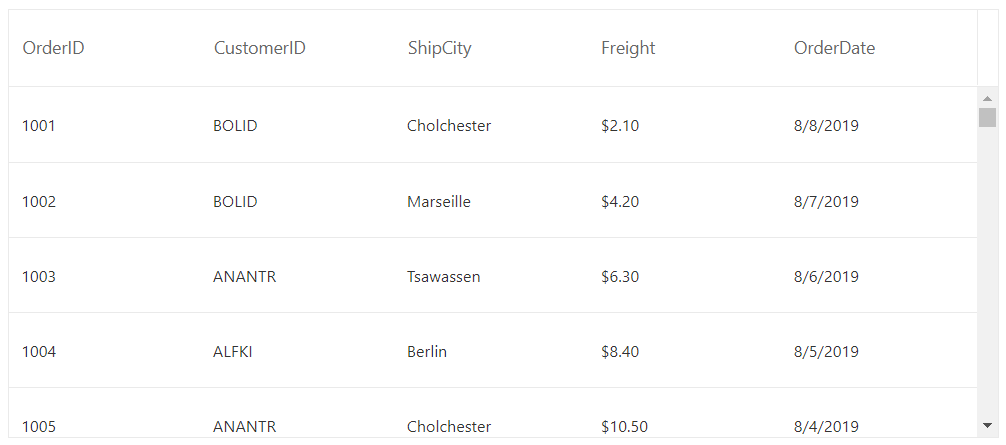 OrderID CustomerID ShipCity Freight OrderDate
1001 BOLID Cholchester $2.10 8/8/2019
1002 BOLID Marseille $4.20 8/7/2019
1003 ANANTR Tsawassen $6.30 8/6/2019
1004 ALFKI Berlin $8.40 8/5/2019
1005 ANANTR Cholchester $10.50 8/4/2019